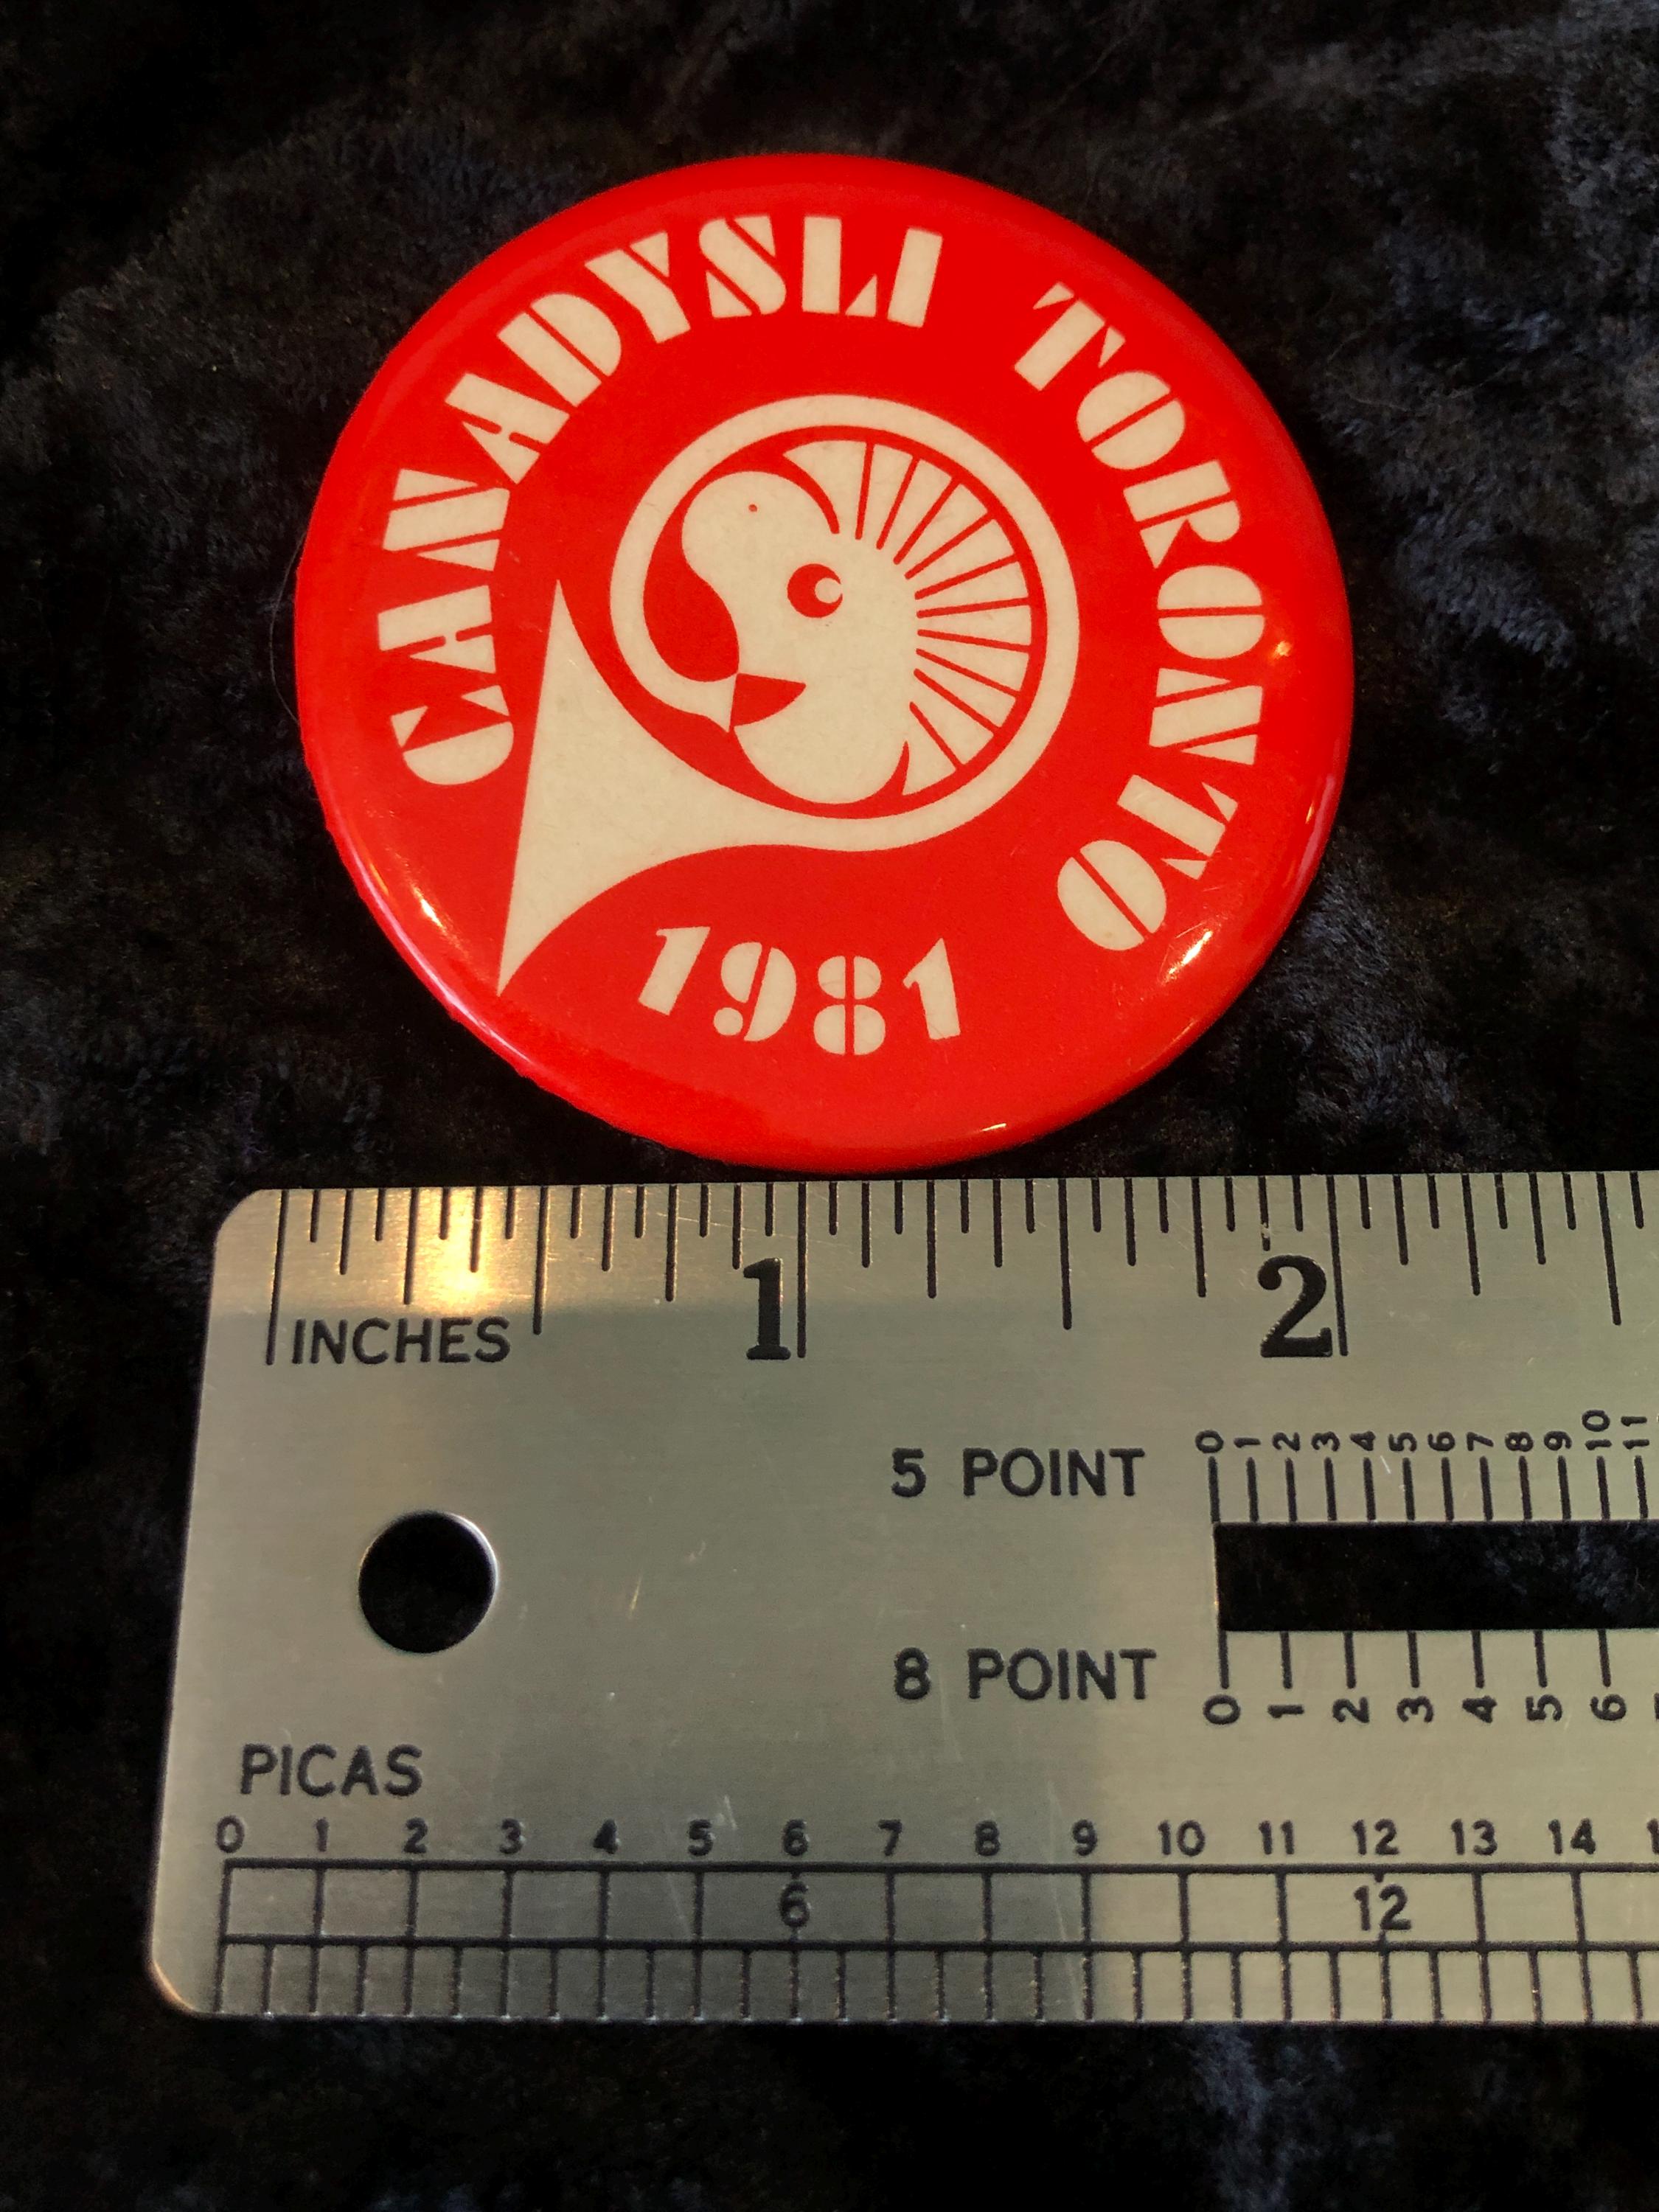 CANADYSLI TORONTO
1981
INCHES 1 2
5 POINT 0 1 2 3 4 5 6 7 8 9 10 11
8 POINT 0 1 2 3 4 5 6
PICAS
0 1 2 3 4 5 6 7 8 9 10 11 12 13 14
6 12